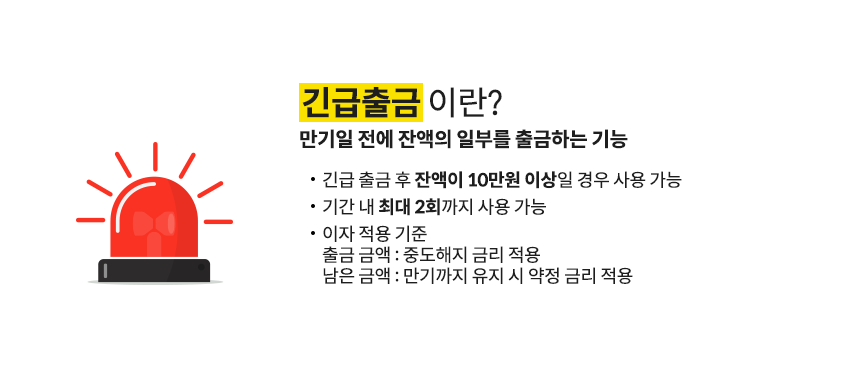 긴급출금 이란?
만기일 전에 잔액의 일부를 출금하는 기능
• 긴급 출금 후 잔액이 10만원 이상일 경우 사용 가능
• 기간 내 최대 2회까지 사용 가능
• 이자 적용 기준
출금 금액 : 중도해지 금리 적용
남은 금액 : 만기까지 유지 시 약정 금리 적용